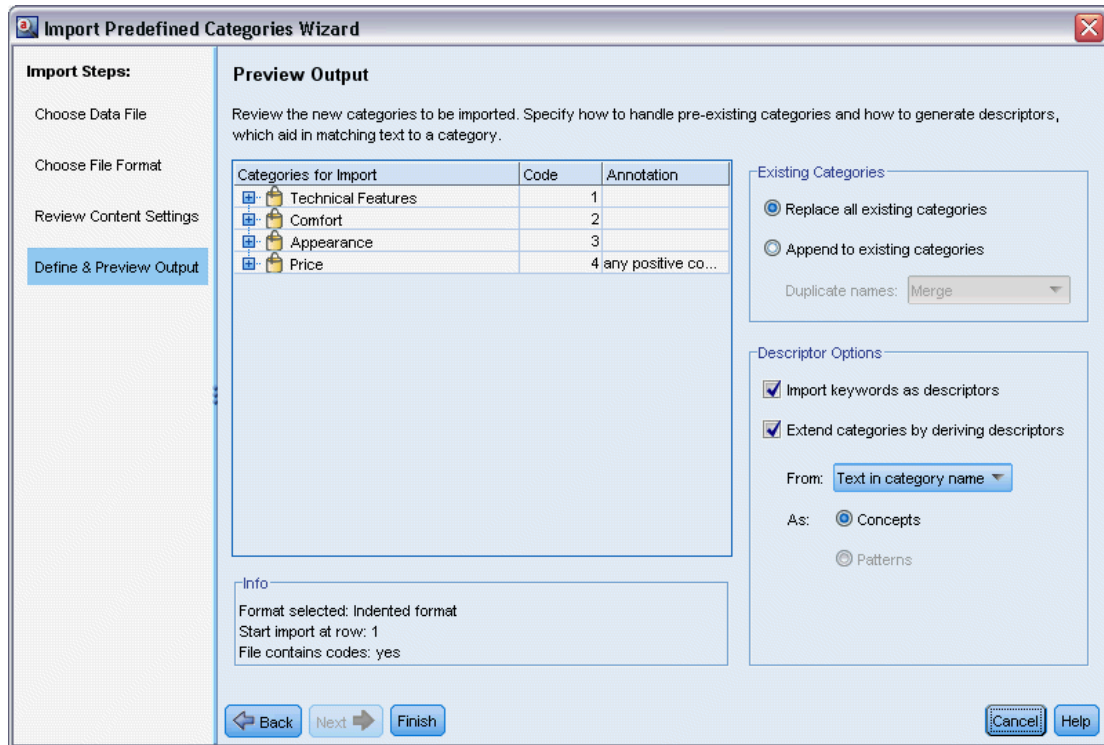 Import Predefined Categories Wizard
Import Steps:
Choose Data File
Choose File Format
Review Content Settings
Define & Preview Output
Preview Output
Review the new categories to be imported. Specify how to handle pre-existing categories and how to generate descriptors,
which aid in matching text to a category.
Categories for Import Code Annotation
Technical Features 1
Comfort 2
Appearance 3
Price 4 any positive co...
Info
Format selected: Indented format
Start import at row: 1
File contains codes: yes
Existing Categories
Replace all existing categories
Append to existing categories
Duplicate names: Merge
Descriptor Options
Import keywords as descriptors
Extend categories by deriving descriptors
From: Text in category name
As: Concepts
Patterns
Back Next Finish Cancel Help